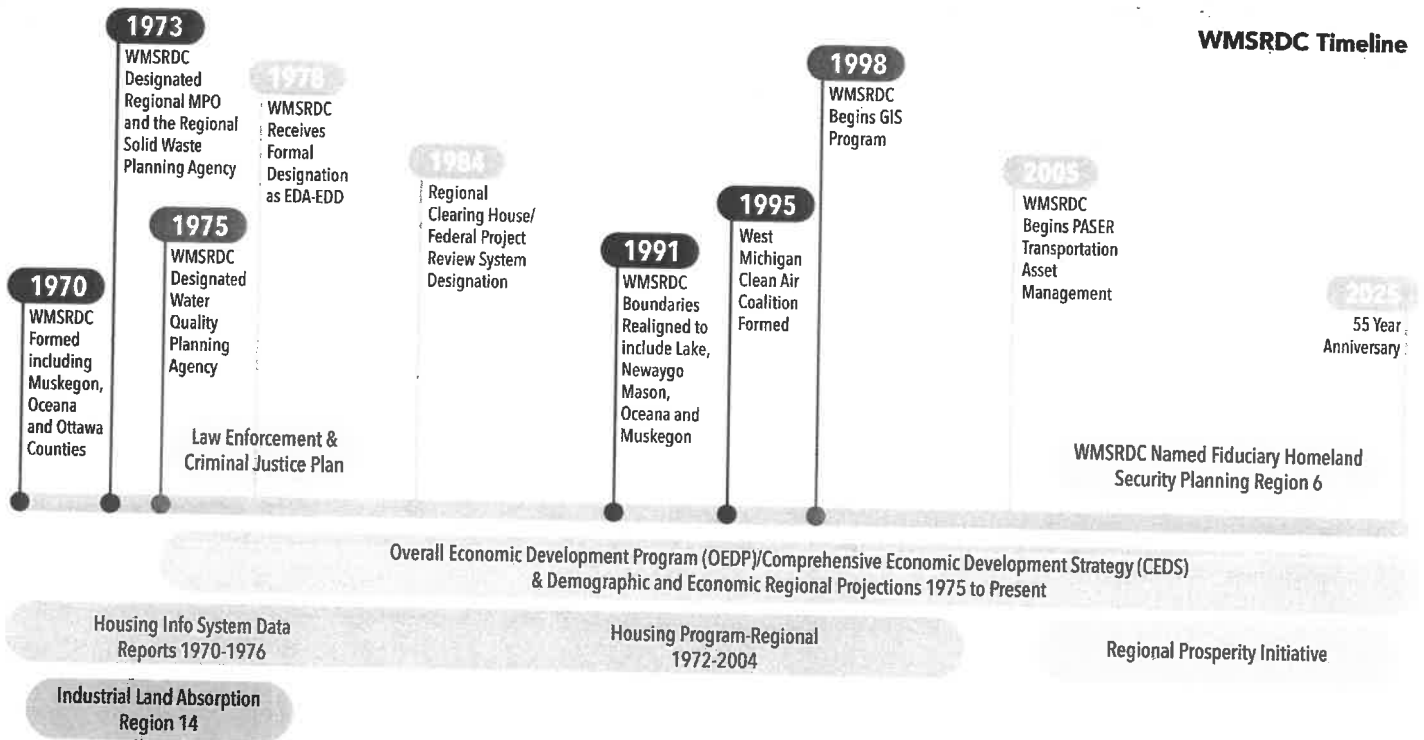 WMSRDC Timeline
1973
WMSRDC
Designated
Regional MPO
and the Regional
Solid Waste
Planning Agency
1978
WMSRDC
Receives
Formal
Designation
as EDA-EDD
1998
WMSRDC
Begins GIS
Program
1984
Regional
Clearing House/
Federal Project
Review System
Designation
2005
WMSRDC
Begins PASER
Transportation
Asset
Management
1975
WMSRDC
Designated
Water
Quality
Planning
Agency
1995
West
Michigan
Clean Air
Coalition
Formed
1970
WMSRDC
Formed
including
Muskegon,
Oceana
and Ottawa
Counties
1991
WMSRDC
Boundaries
Realigned to
include Lake,
Newaygo
Mason,
Oceana and
Muskegon
2025
55 Year
Anniversary
Law Enforcement &
Criminal Justice Plan
WMSRDC Named Fiduciary Homeland
Security Planning Region 6
Overall Economic Development Program (OEDP)/Comprehensive Economic Development Strategy (CEDS)
& Demographic and Economic Regional Projections 1975 to Present
Housing Info System Data
Reports 1970-1976
Housing Program-Regional
1972-2004
Regional Prosperity Initiative
Industrial Land Absorption
Region 14